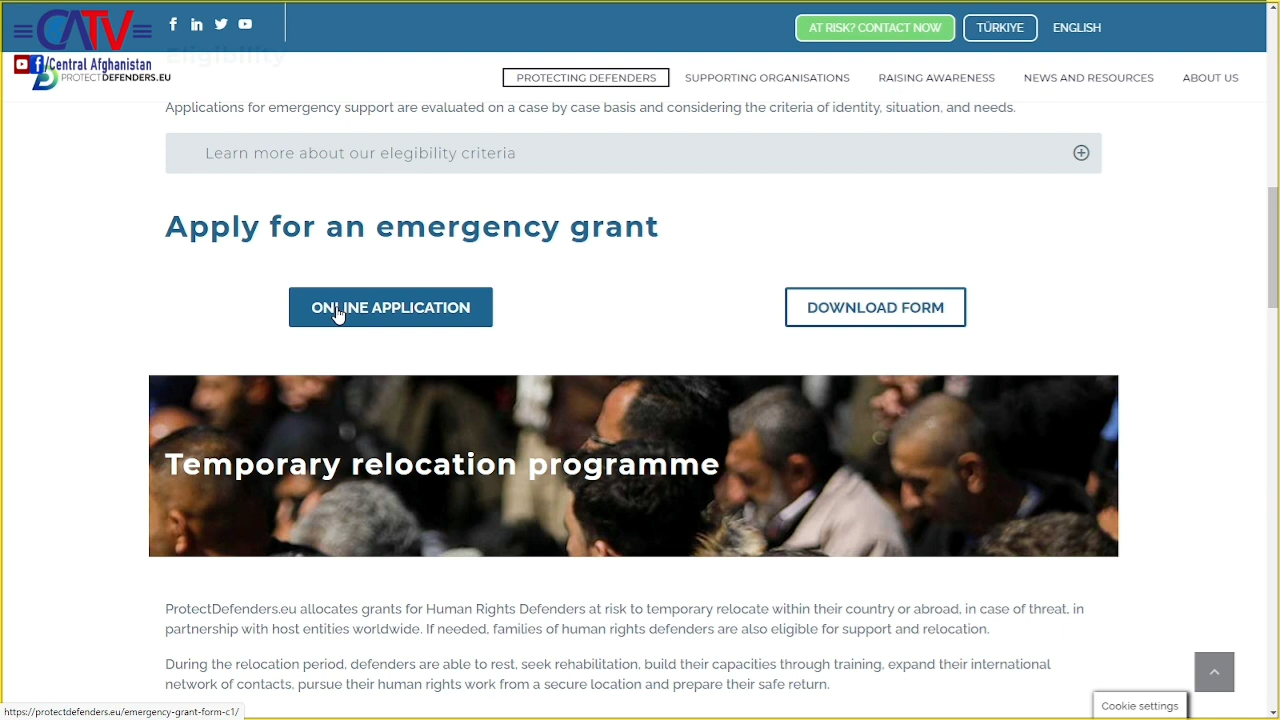 CATV
AT RISK? CONTACT NOW
TÜRKIYE
ENGLISH
/Central Afghanistan
PROTECTDEFENDERS.EU
Eligibility
PROTECTING DEFENDERS
SUPPORTING ORGANISATIONS
RAISING AWARENESS
NEWS AND RESOURCES
ABOUT US
Applications for emergency support are evaluated on a case by case basis and considering the criteria of identity, situation, and needs.
Learn more about our elegibility criteria
Apply for an emergency grant
ONLINE APPLICATION
DOWNLOAD FORM
Temporary relocation programme
ProtectDefenders.eu allocates grants for Human Rights Defenders at risk to temporary relocate within their country or abroad, in case of threat, in
partnership with host entities worldwide. If needed, families of human rights defenders are also eligible for support and relocation.
During the relocation period, defenders are able to rest, seek rehabilitation, build their capacities through training, expand their international
network of contacts, pursue their human rights work from a secure location and prepare their safe return.
Cookie settings
https://protectdefenders.eu/emergency-grant-form-c1/